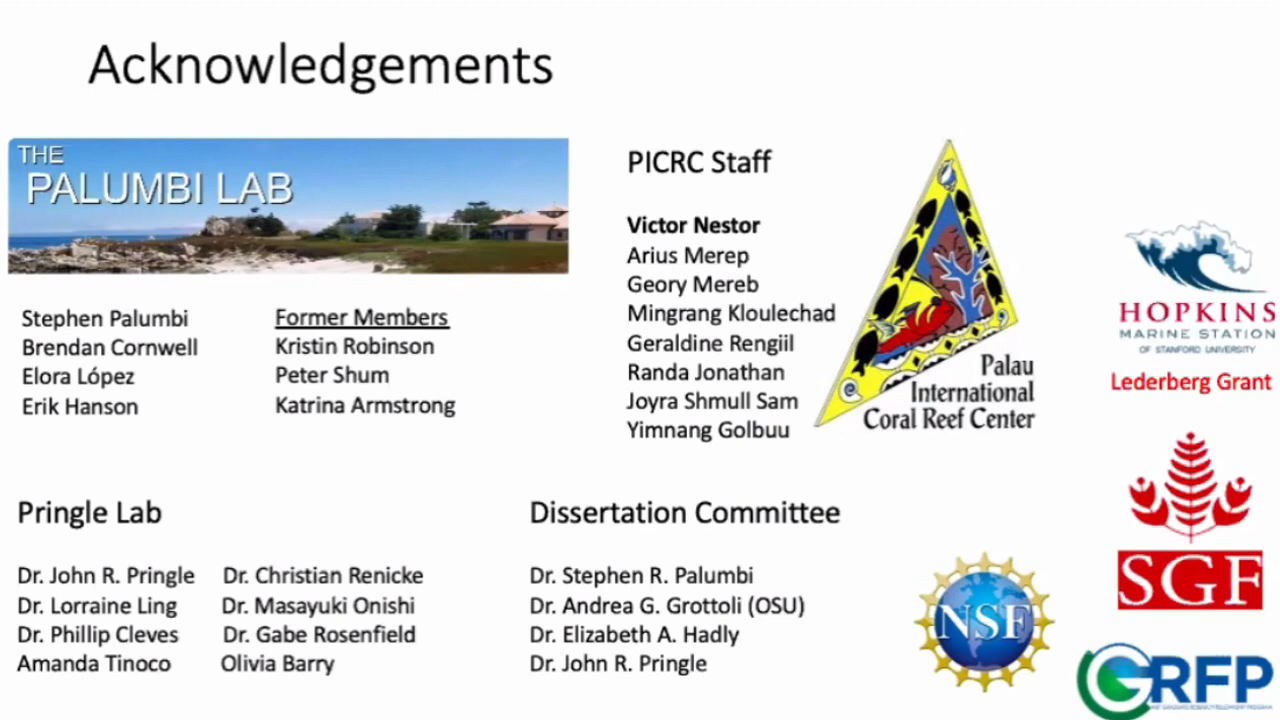 Acknowledgements
THE
PALUMBI LAB
Stephen Palumbi
Brendan Cornwell
Elora López
Erik Hanson
Former Members
Kristin Robinson
Peter Shum
Katrina Armstrong
PICRC Staff
Victor Nestor
Arius Merep
Geory Mereb
Mingrang Kloulechad
Geraldine Rengiil
Randa Jonathan
Joyra Shmull Sam
Yimnang Golbuu
Palau
International
Coral Reef Center
HOPKINS
MARINE STATION
OF STANFORD UNIVERSITY
Lederberg Grant
SGF
Pringle Lab
Dr. John R. Pringle
Dr. Lorraine Ling
Dr. Phillip Cleves
Amanda Tinoco
Dr. Christian Renicke
Dr. Masayuki Onishi
Dr. Gabe Rosenfield
Olivia Barry
Dissertation Committee
Dr. Stephen R. Palumbi
Dr. Andrea G. Grottoli (OSU)
Dr. Elizabeth A. Hadly
Dr. John R. Pringle
NSF
GRFP